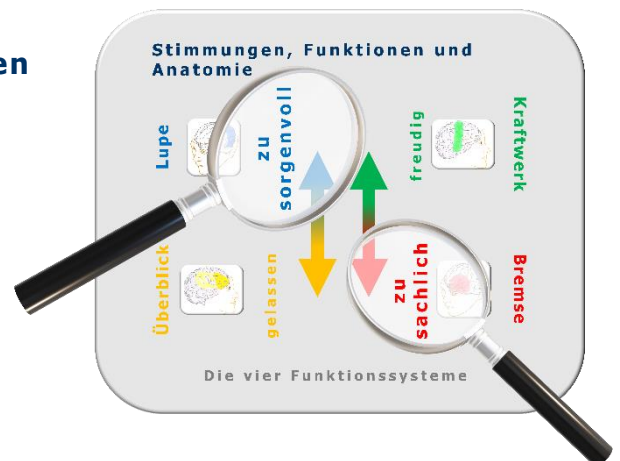 en
Stimmungen, Funktionen und
Anatomie
Lupe
zu
sorgenvoll
freudig
Kraftwerk
Überblick
gelassen
zu
sachlich
Bremse
Die vier Funktionssysteme